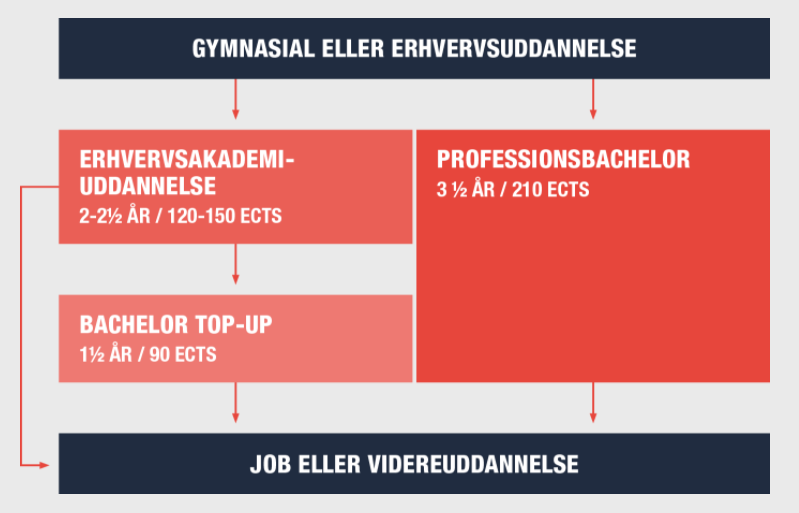 GYMNASIAL ELLER ERHVERVSUDDANNELSE
ERHVERVSAKADEMI-
UDDANNELSE
2-2½ ÅR / 120-150 ECTS
PROFESSIONSBACHELOR
3 ½ ÅR / 210 ECTS
BACHELOR TOP-UP
1½ ÅR / 90 ECTS
JOB ELLER VIDEREUDDANNELSE